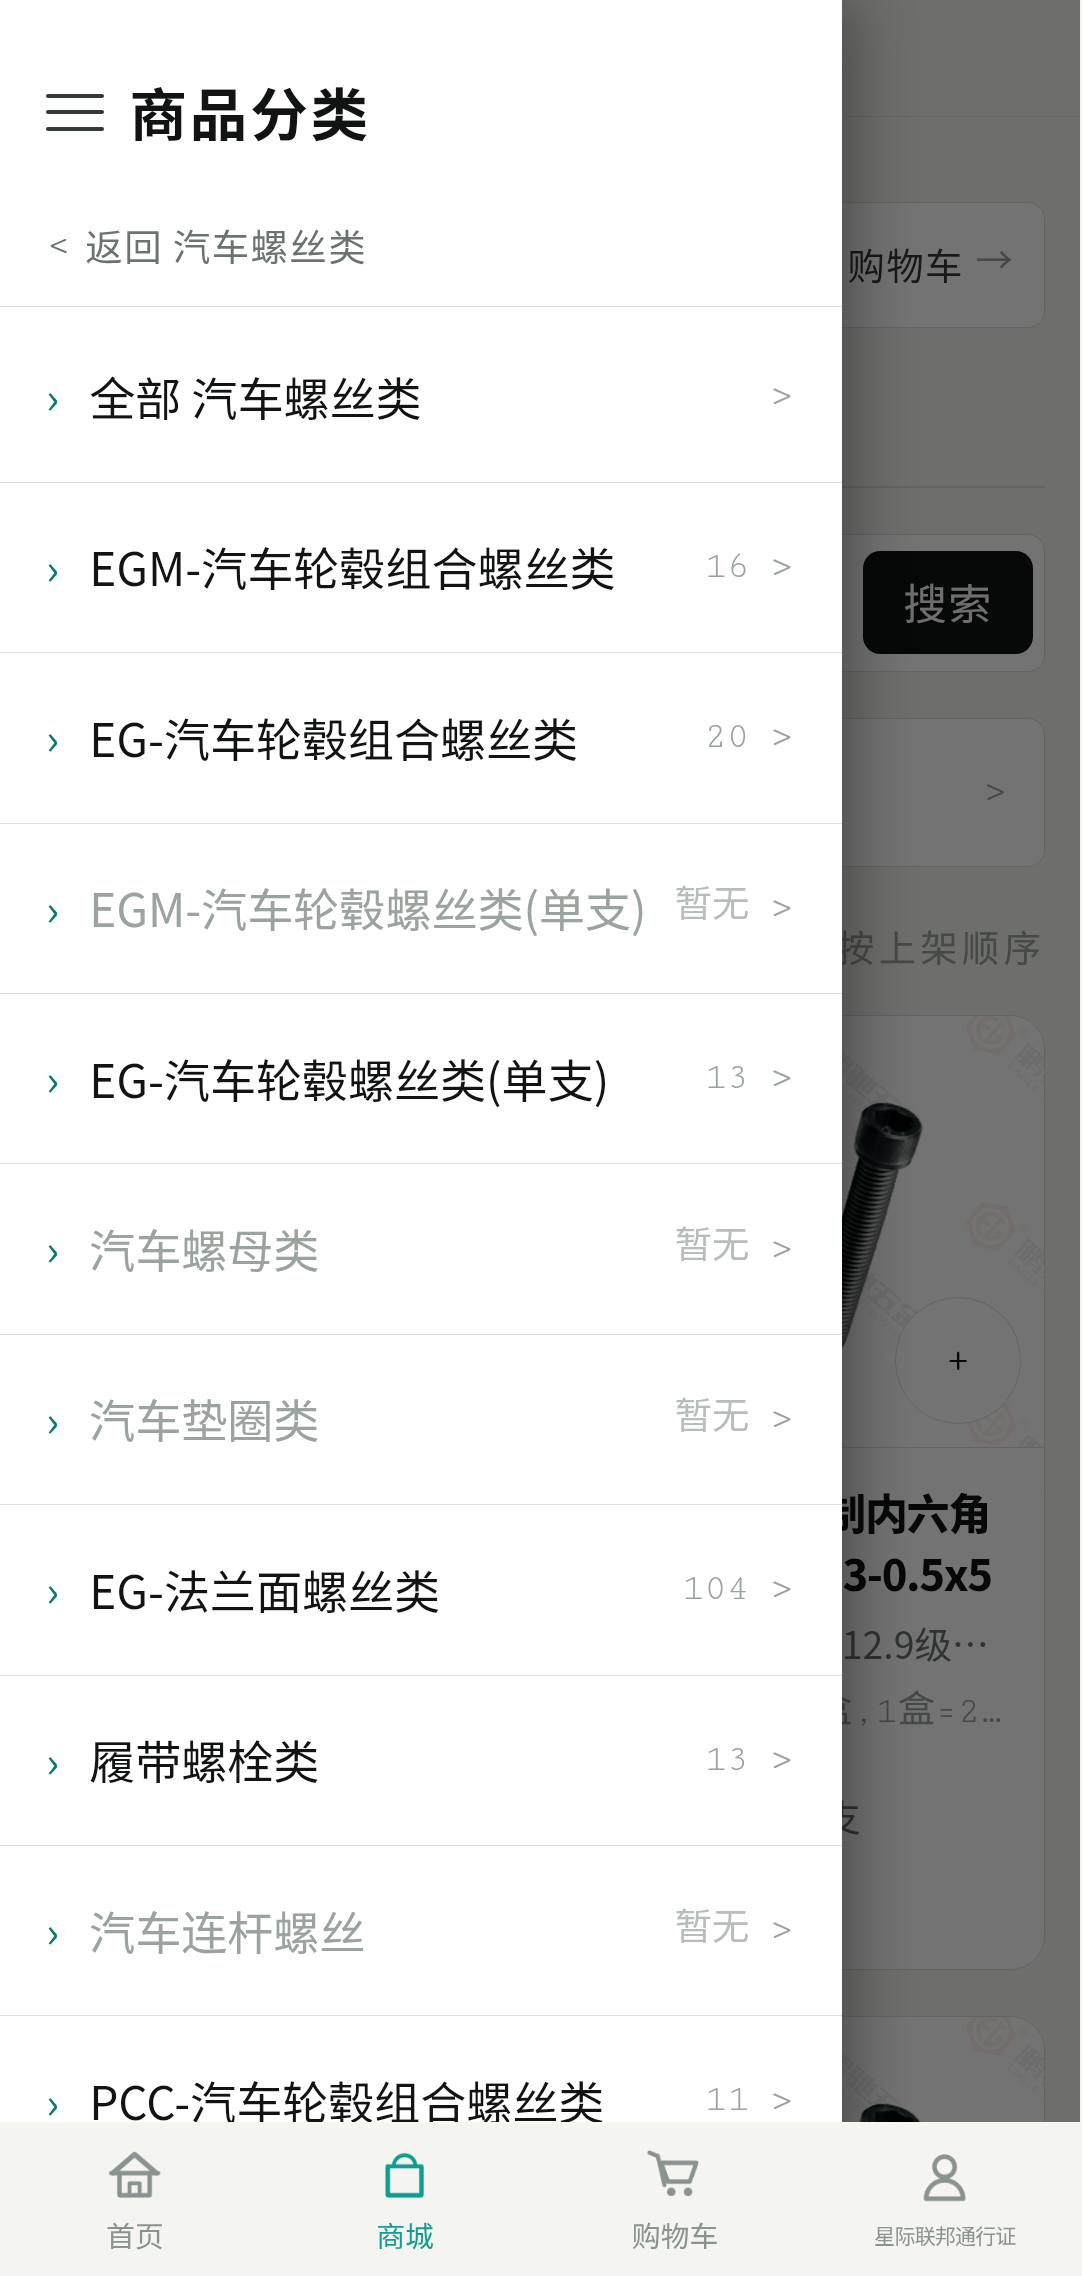 商品分类
< 返回 汽车螺丝类
购物车 →
› 全部 汽车螺丝类 >
› EGM-汽车轮毂组合螺丝类 16 >
搜索
› EG-汽车轮毂组合螺丝类 20 >
>
› EGM-汽车轮毂螺丝类(单支) 暂无 >
按上架顺序
› EG-汽车轮毂螺丝类(单支) 13 >
› 汽车螺母类 暂无 >
+
› 汽车垫圈类 暂无 >
制内六角
3-0.5x5
› EG-法兰面螺丝类 104 >
12.9级…
盒,1盒=2…
› 履带螺栓类 13 >
支
› 汽车连杆螺丝 暂无 >
› PCC-汽车轮毂组合螺丝类 11 >
首页
商城
购物车
星际联邦通行证